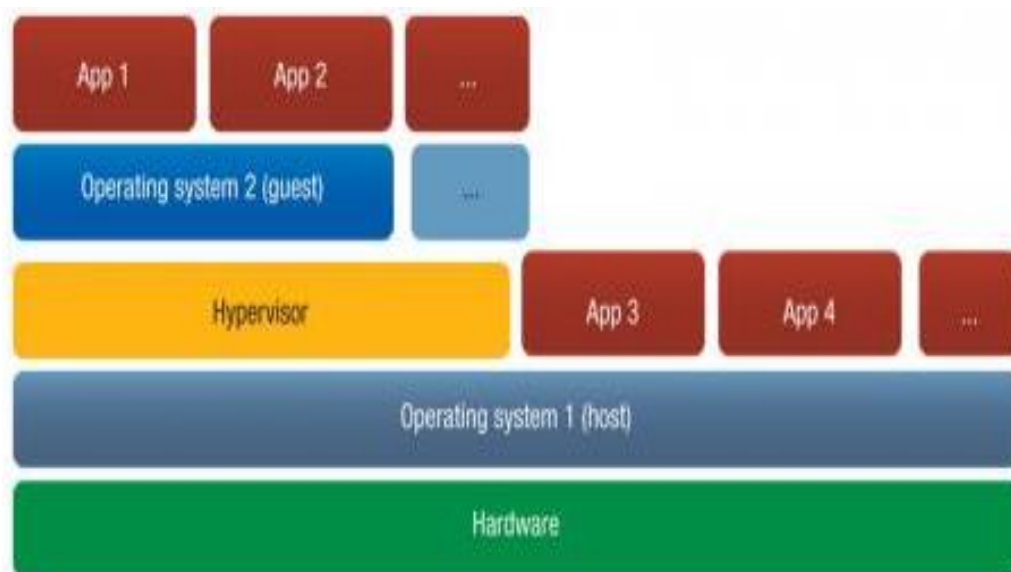 App 1
App 2
...
Operating system 2 (guest)
...
Hypervisor
App 3
App 4
...
Operating system 1 (host)
Hardware